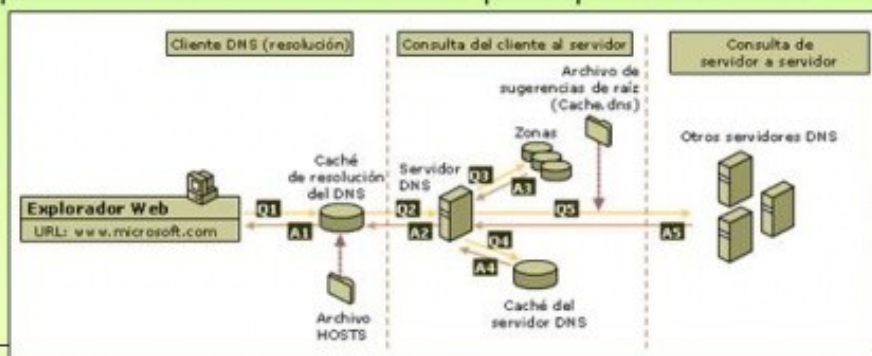 Cliente DNS (resolución)
Consulta del cliente al servidor
Consulta de
servidor a servidor
Archivo de
sugerencias de raíz
(Cache.dns)
Zonas
Otros servidores DNS
Caché
de resolución
del DNS
Servidor
DNS
Q3
A3
Explorador Web
URL: www.microsoft.com
Q1
A1
Q2
A2
Q5
A5
Q4
A4
Archivo
HOSTS
Caché del
servidor DNS